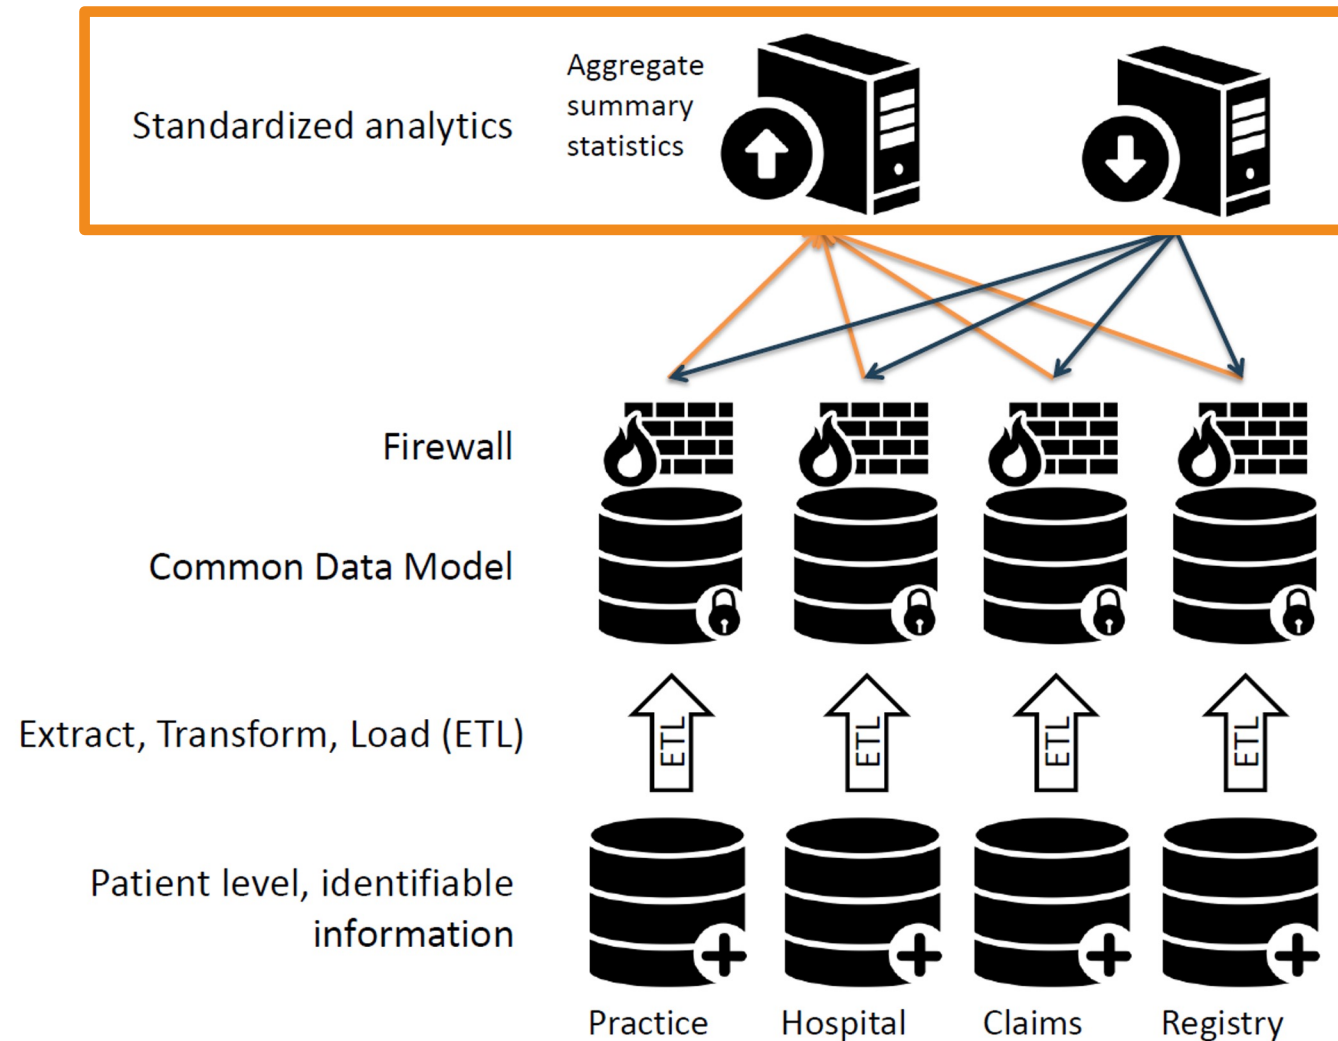 Aggregate
summary
statistics
Standardized analytics
Firewall
Common Data Model
Extract, Transform, Load (ETL)
ETL
ETL
ETL
ETL
Patient level, identifiable
information
Practice
Hospital
Claims
Registry